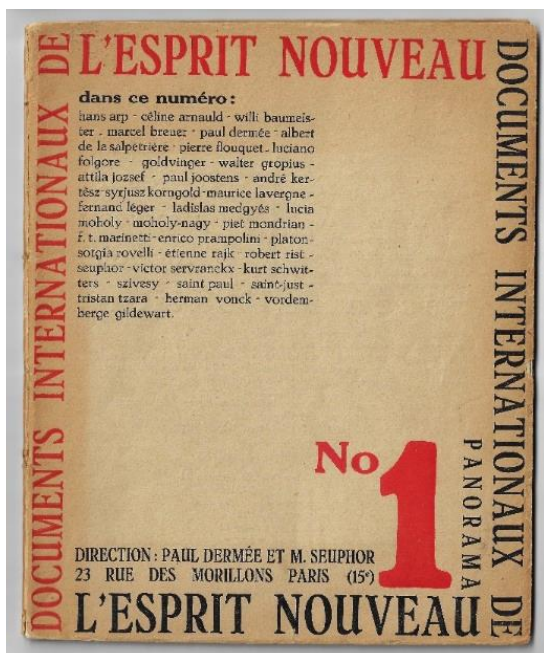 DOCUMENTS INTERNATIONAUX DE
L'ESPRIT NOUVEAU
dans ce numéro:
hans arp - céline arnauld - willi baumeis-
ter - marcel breuer - paul dermée - albert
de la salpétrière - pierre flouquet - luciano
folgore - goldvinger - walter gropius -
attila jozsef - paul joostens - andré ker-
tész-syrjusz korngold-maurice lavergne -
fernand léger - ladislas medgyés - lucia
moholy - moholy-nagy - piet mondrian -
f. t. marinetti-enrico prampolini - platon-
sotgia rovelli - étienne rajk - robert rist -
seuphor - victor servranckx - kurt schwit-
ters - szivesy - saint paul - saint-just -
tristan tzara - herman vonck - vordem-
berge gildewart.
No 1
PANORAMA
DIRECTION: PAUL DERMÉE ET M. SEUPHOR
23 RUE DES MORILLONS PARIS (15e)
DOCUMENTS INTERNATIONAUX DE
L'ESPRIT NOUVEAU